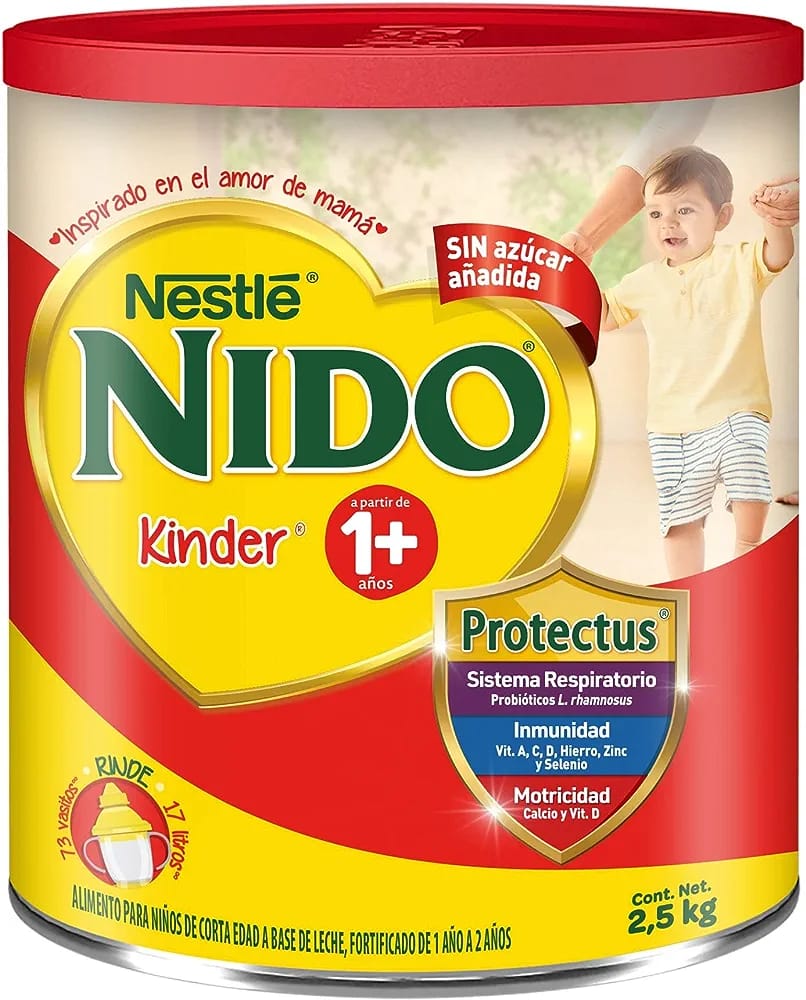 Inspirado en el amor de mamá
SIN azúcar
añadida
Nestlé®
NIDO®
Kinder®
a partir de
1+
años
Protectus®
Sistema Respiratorio
Probióticos L. rhamnosus
Inmunidad
Vit. A, C, D, Hierro, Zinc
y Selenio
Motricidad
Calcio y Vit. D
RINDE
73 vasitos
17 litros
Cont. Net.
2,5 kg
ALIMENTO PARA NIÑOS DE CORTA EDAD A BASE DE LECHE, FORTIFICADO DE 1 AÑO A 2 AÑOS